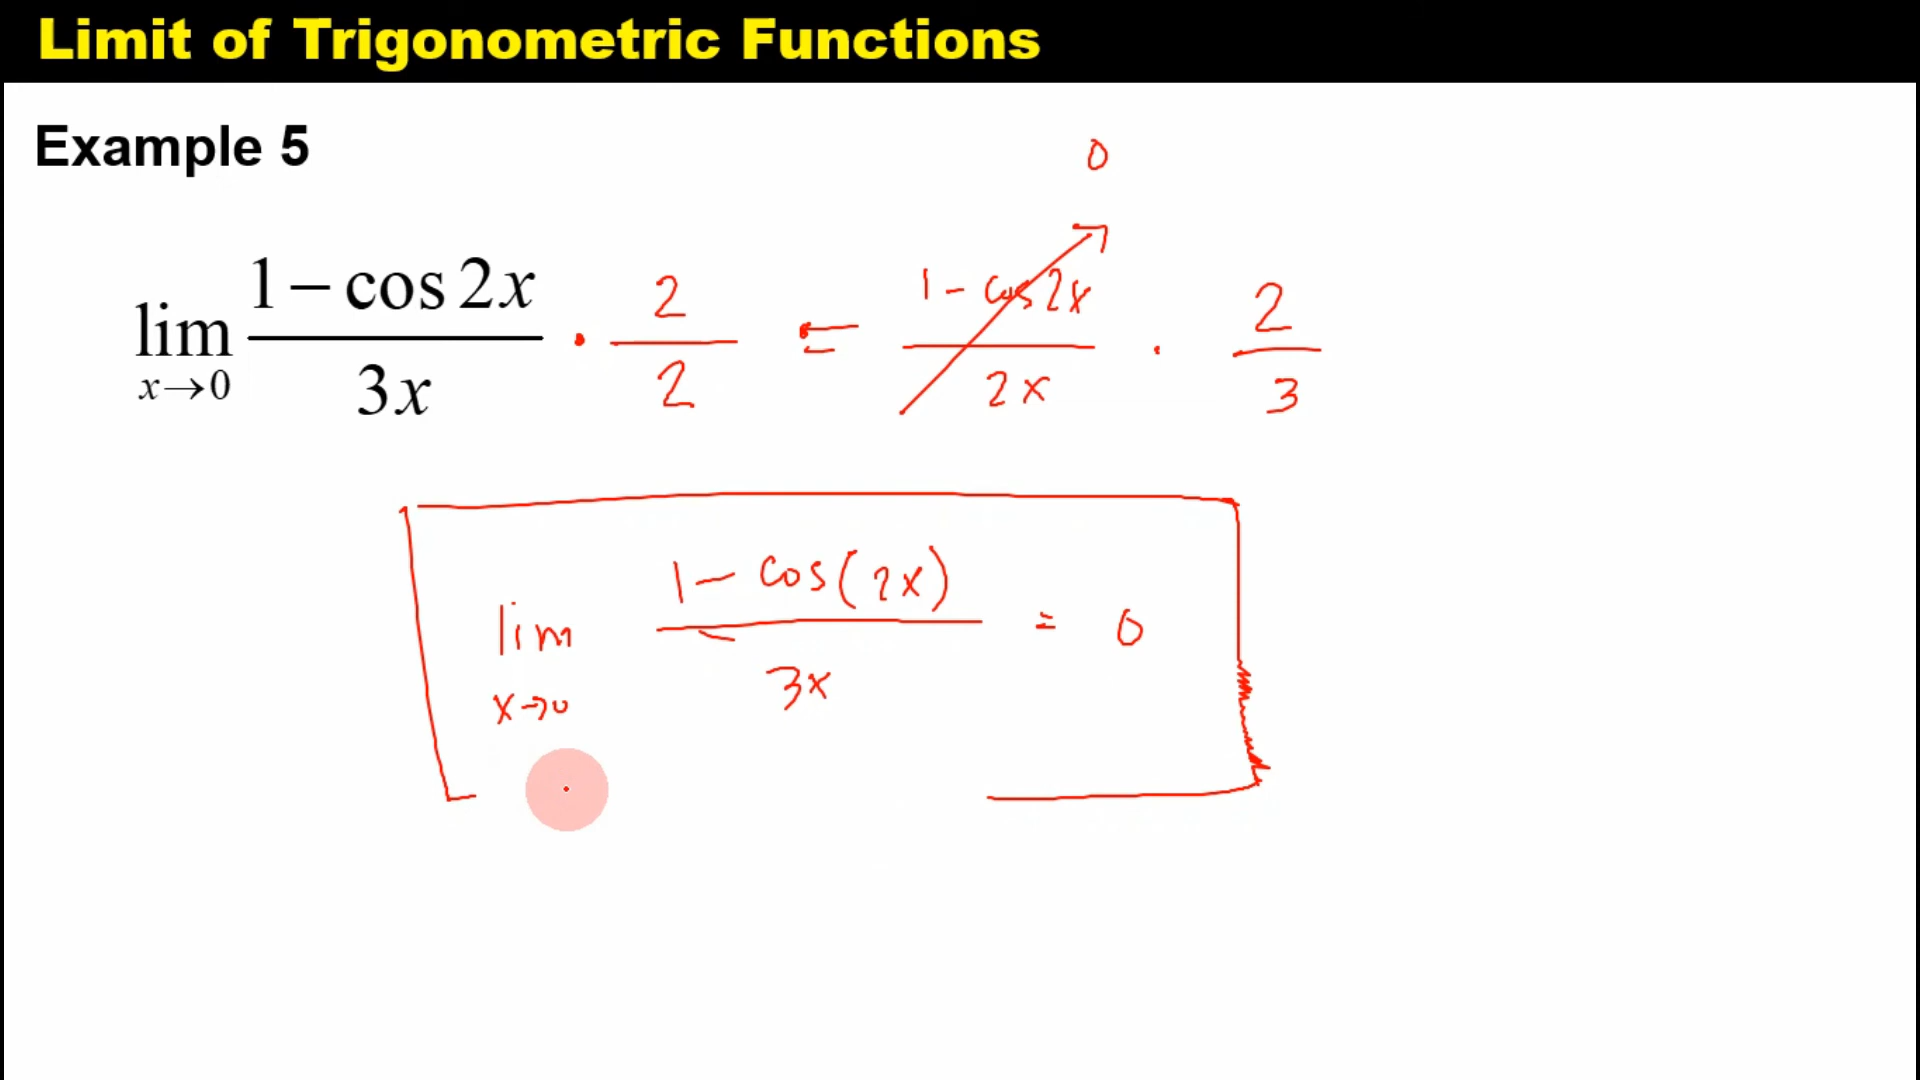 Limit of Trigonometric Functions
Example 5
lim x→0 (1 − cos 2x)/(3x) · 2/2 = (1 - cos 2x)/(2x) · 2/3
0
lim x→0 (1 - cos(2x))/(3x) = 0